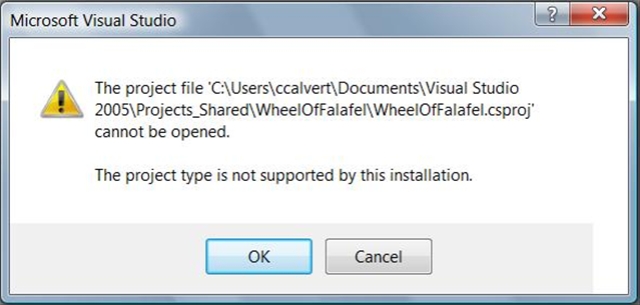 Microsoft Visual Studio
The project file 'C:\Users\ccalvert\Documents\Visual Studio
2005\Projects_Shared\WheelOfFalafel\WheelOfFalafel.csproj'
cannot be opened.
The project type is not supported by this installation.
OK
Cancel